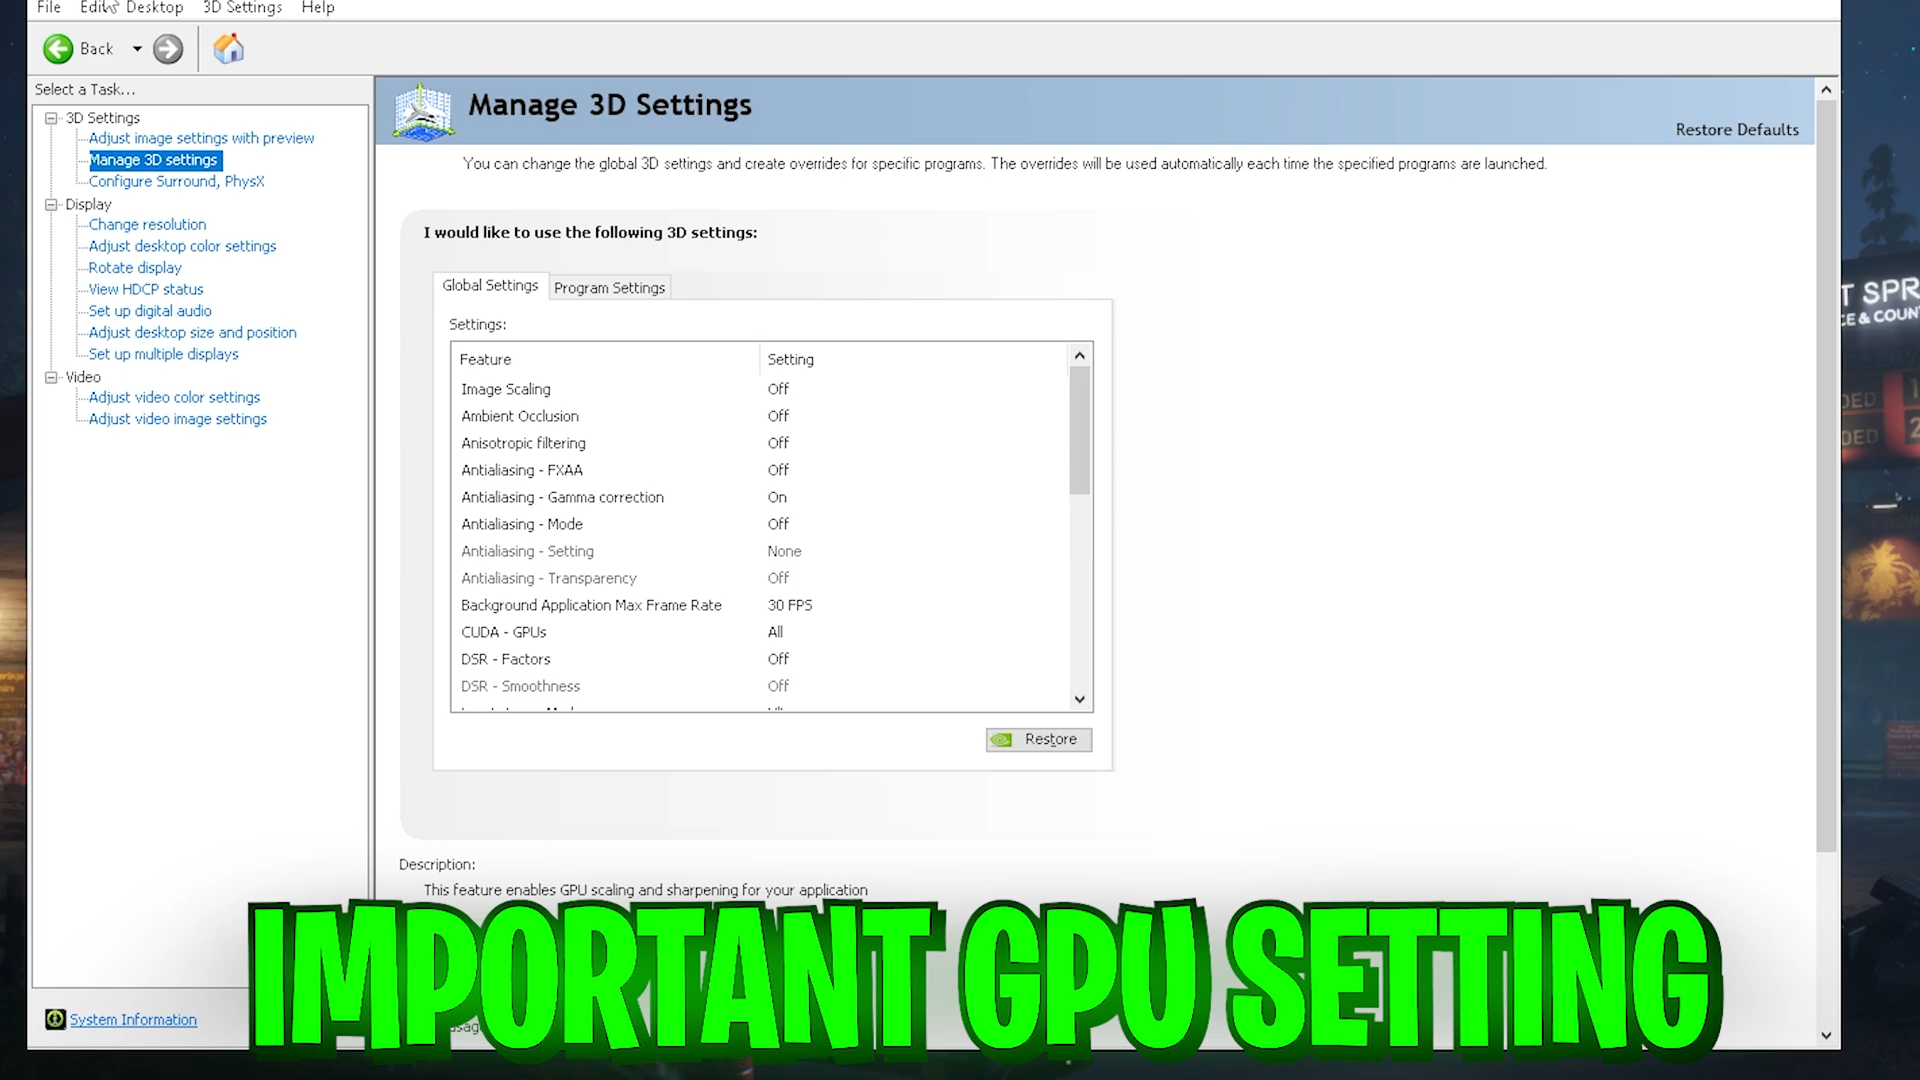 File Edit Desktop 3D Settings Help
Back
Select a Task...
3D Settings
Adjust image settings with preview
Manage 3D settings
Configure Surround, PhysX
Display
Change resolution
Adjust desktop color settings
Rotate display
View HDCP status
Set up digital audio
Adjust desktop size and position
Set up multiple displays
Video
Adjust video color settings
Adjust video image settings
System Information
Manage 3D Settings
Restore Defaults
You can change the global 3D settings and create overrides for specific programs. The overrides will be used automatically each time the specified programs are launched.
I would like to use the following 3D settings:
Global Settings Program Settings
Settings:
Feature Setting
Image Scaling Off
Ambient Occlusion Off
Anisotropic filtering Off
Antialiasing - FXAA Off
Antialiasing - Gamma correction On
Antialiasing - Mode Off
Antialiasing - Setting None
Antialiasing - Transparency Off
Background Application Max Frame Rate 30 FPS
CUDA - GPUs All
DSR - Factors Off
DSR - Smoothness Off
Restore
Description:
This feature enables GPU scaling and sharpening for your application
IMPORTANT GPU SETTING
T SPR
CE & COUN